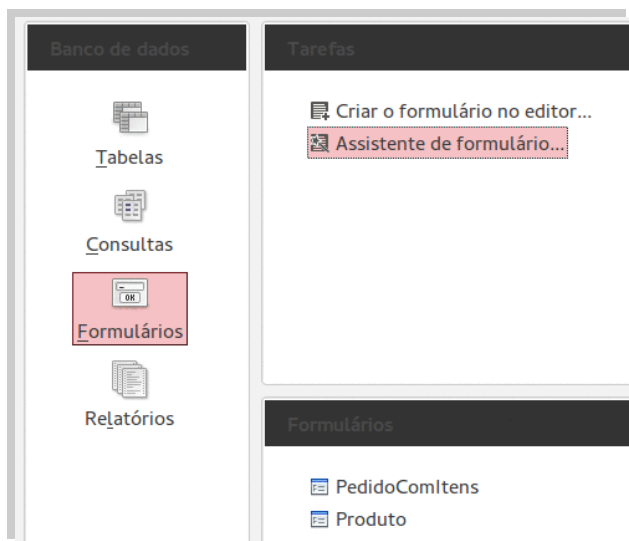 Banco de dados
Tabelas
Consultas
OK
Formulários
Relatórios
Tarefas
Criar o formulário no editor...
Assistente de formulário...
Formulários
PedidoComItens
Produto